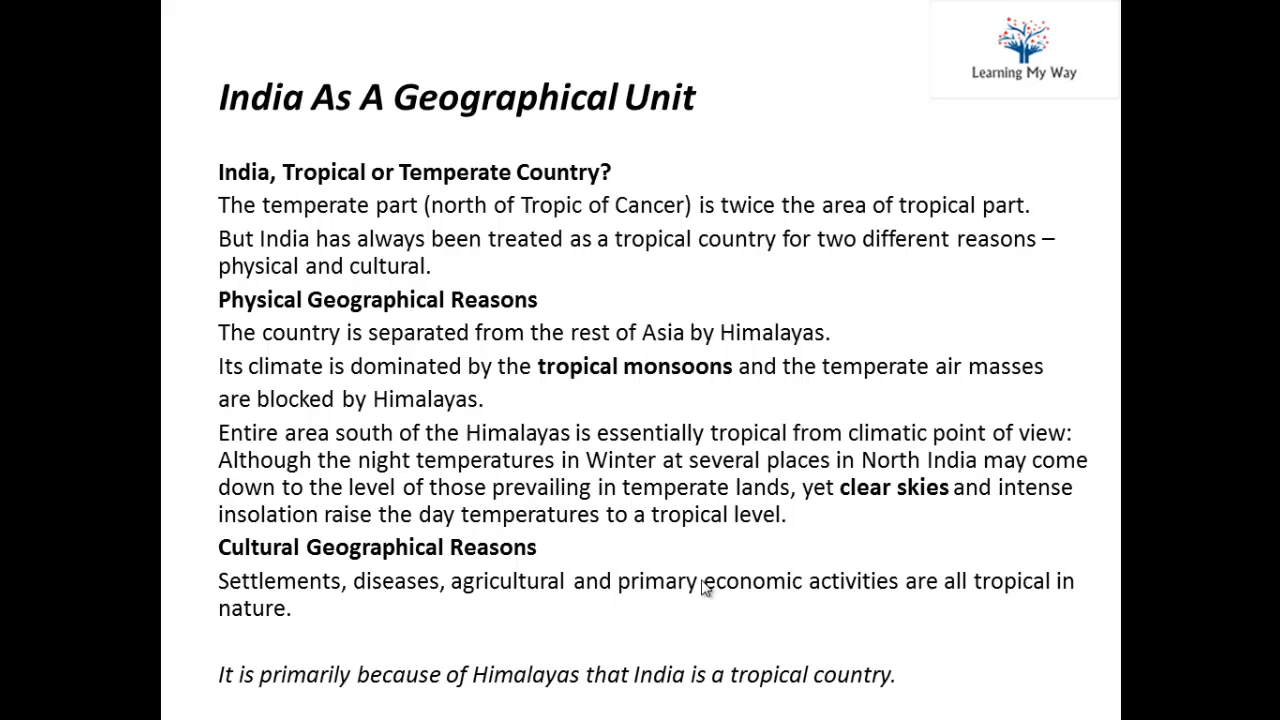 Learning My Way
India As A Geographical Unit
India, Tropical or Temperate Country?
The temperate part (north of Tropic of Cancer) is twice the area of tropical part.
But India has always been treated as a tropical country for two different reasons –
physical and cultural.
Physical Geographical Reasons
The country is separated from the rest of Asia by Himalayas.
Its climate is dominated by the tropical monsoons and the temperate air masses
are blocked by Himalayas.
Entire area south of the Himalayas is essentially tropical from climatic point of view:
Although the night temperatures in Winter at several places in North India may come
down to the level of those prevailing in temperate lands, yet clear skies and intense
insolation raise the day temperatures to a tropical level.
Cultural Geographical Reasons
Settlements, diseases, agricultural and primary economic activities are all tropical in
nature.
It is primarily because of Himalayas that India is a tropical country.